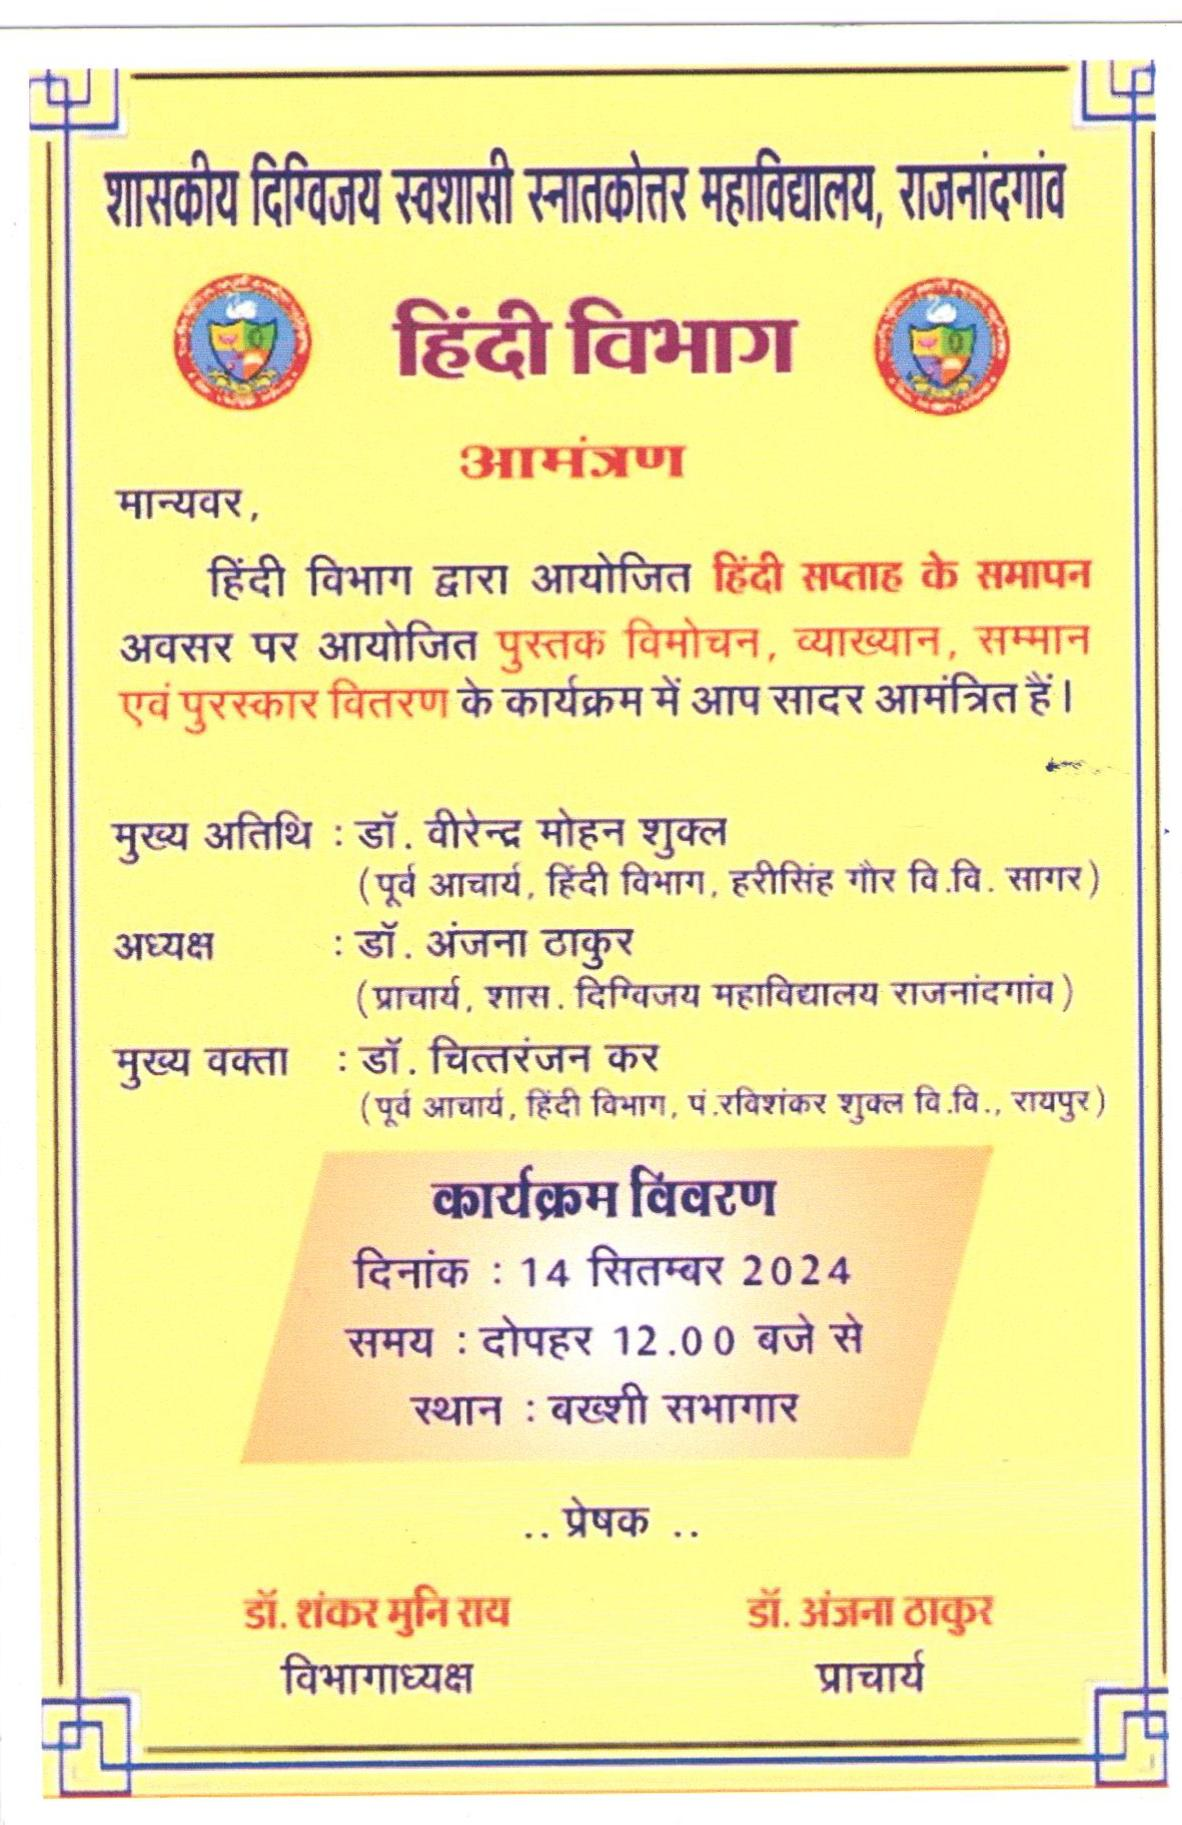 शासकीय दिग्विजय स्वशासी स्नातकोत्तर महाविद्यालय, राजनांदगांव
हिंदी विभाग
आमंत्रण
मान्यवर,
हिंदी विभाग द्वारा आयोजित हिंदी सप्ताह के समापन
अवसर पर आयोजित पुस्तक विमोचन, व्याख्यान, सम्मान
एवं पुरस्कार वितरण के कार्यक्रम में आप सादर आमंत्रित हैं।
मुख्य अतिथि : डॉ. वीरेन्द्र मोहन शुक्ल
(पूर्व आचार्य, हिंदी विभाग, हरीसिंह गौर वि.वि. सागर)
अध्यक्ष : डॉ. अंजना ठाकुर
(प्राचार्य, शास. दिग्विजय महाविद्यालय राजनांदगांव)
मुख्य वक्ता : डॉ. चित्तरंजन कर
(पूर्व आचार्य, हिंदी विभाग, पं.रविशंकर शुक्ल वि.वि., रायपुर)
कार्यक्रम विवरण
दिनांक : 14 सितम्बर 2024
समय : दोपहर 12.00 बजे से
स्थान : बख्शी सभागार
.. प्रेषक ..
डॉ. शंकर मुनि राय डॉ. अंजना ठाकुर
विभागाध्यक्ष प्राचार्य